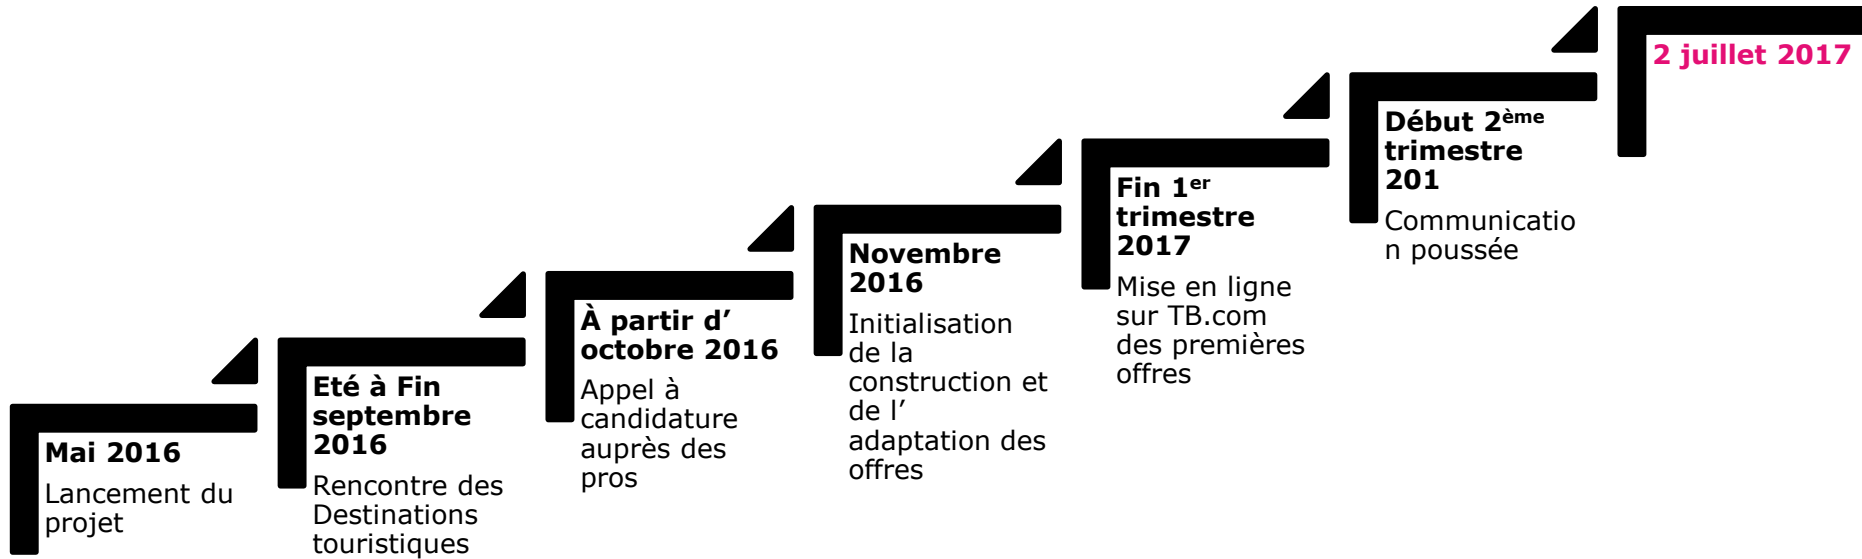 Mai 2016
Lancement du
projet
Eté à Fin
septembre
2016
Rencontre des
Destinations
touristiques
À partir d’
octobre 2016
Appel à
candidature
auprès des
pros
Novembre
2016
Initialisation
de la
construction et
de l’
adaptation des
offres
Fin 1er
trimestre
2017
Mise en ligne
sur TB.com
des premières
offres
Début 2ème
trimestre
201
Communicatio
n poussée
2 juillet 2017